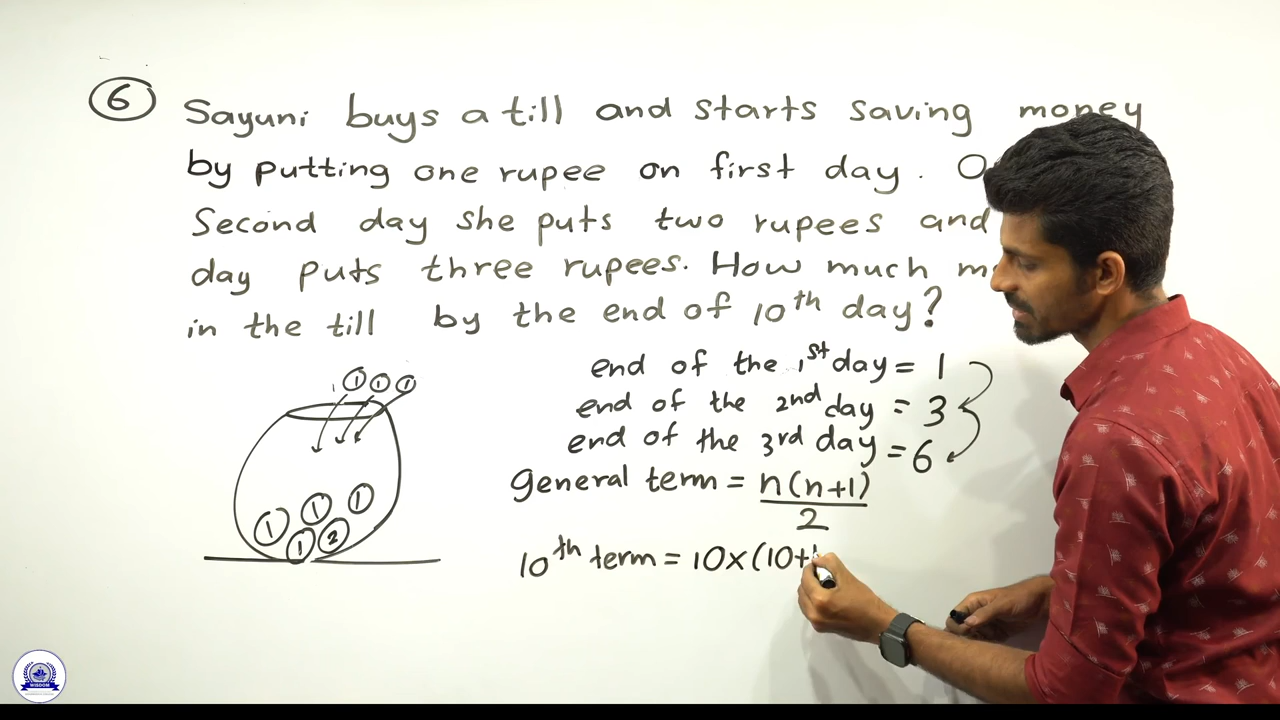 6 Sayuni buys a till and starts saving money
by putting one rupee on first day.
Second day she puts two rupees and
day puts three rupees. How much
in the till by the end of 10th day?
1 1 1
end of the 1st day = 1
end of the 2nd day = 3
end of the 3rd day = 6
general term = n(n+1)
2
10th term = 10x(10+1
1 1 1 1 2
WISDOM